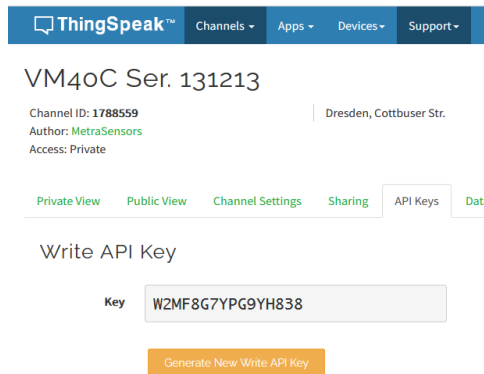 ThingSpeak™ Channels Apps Devices Support
VM40C Ser. 131213
Channel ID: 1788559 Dresden, Cottbuser Str.
Author: MetraSensors
Access: Private
Private View Public View Channel Settings Sharing API Keys Dat
Write API Key
Key W2MF8G7YPG9YH838
Generate New Write API Key